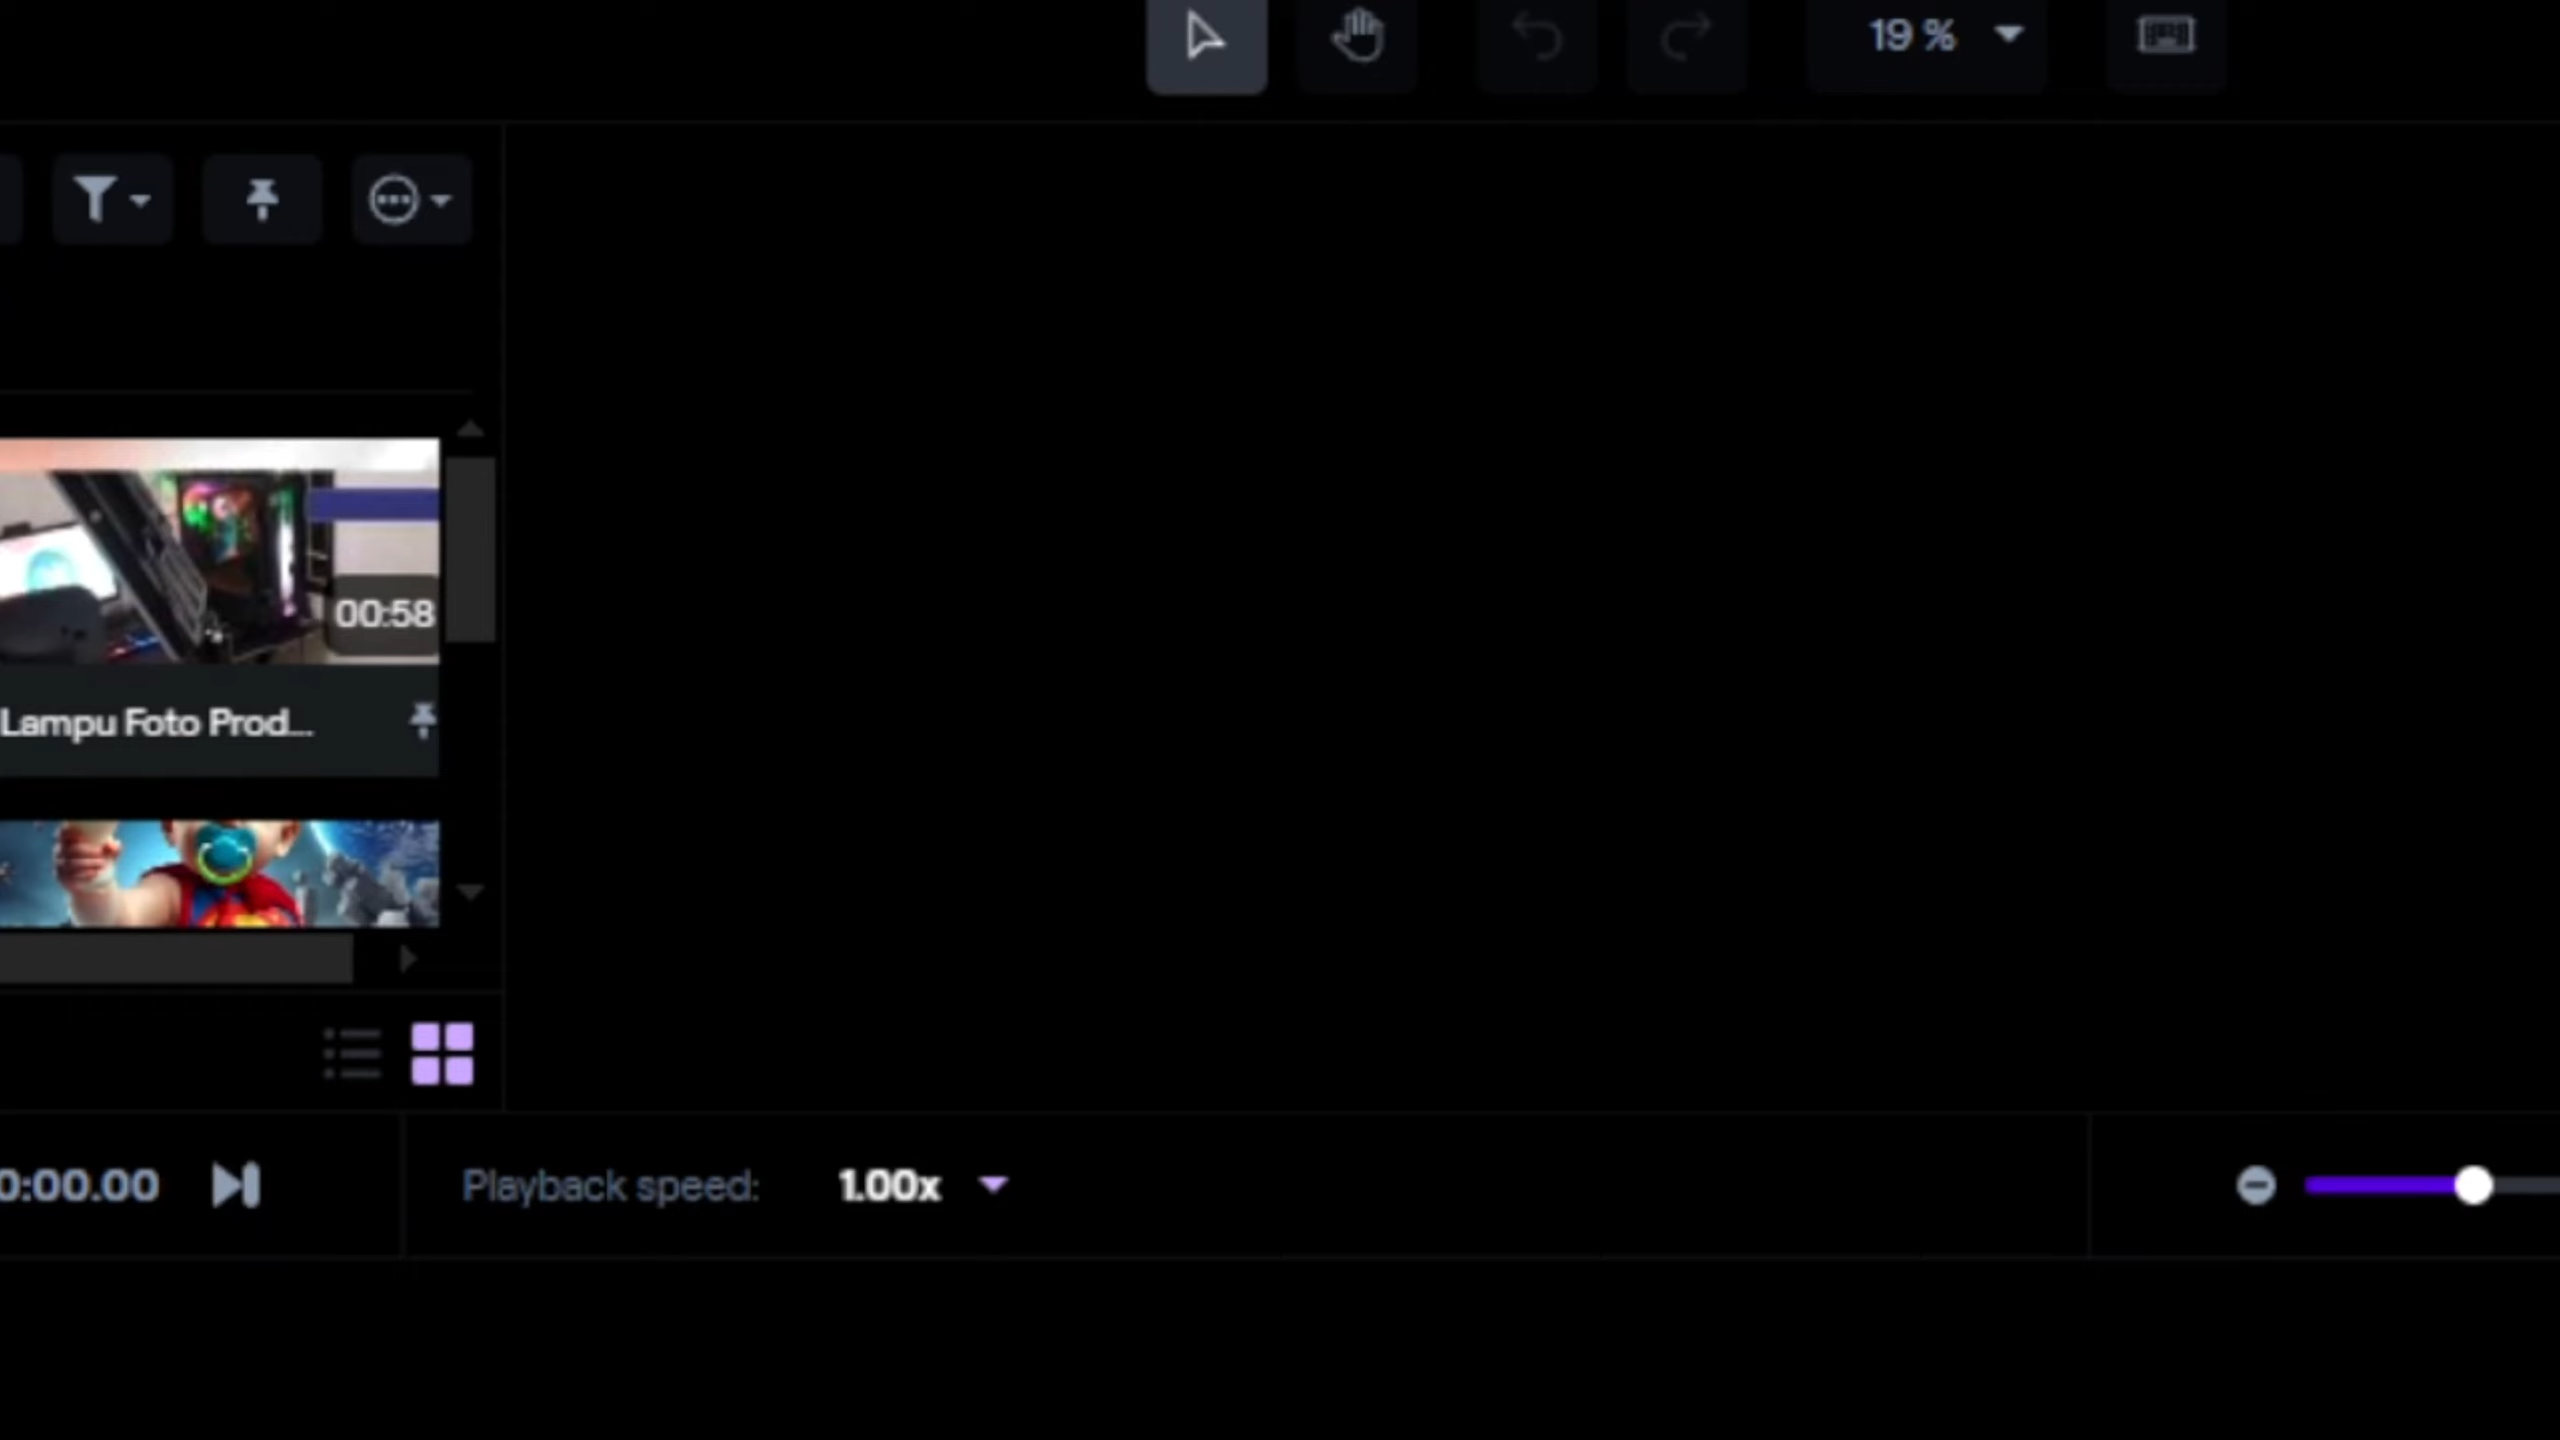 19 %
00:58
Lampu Foto Prod...
0:00.00
Playback speed:
1.00x